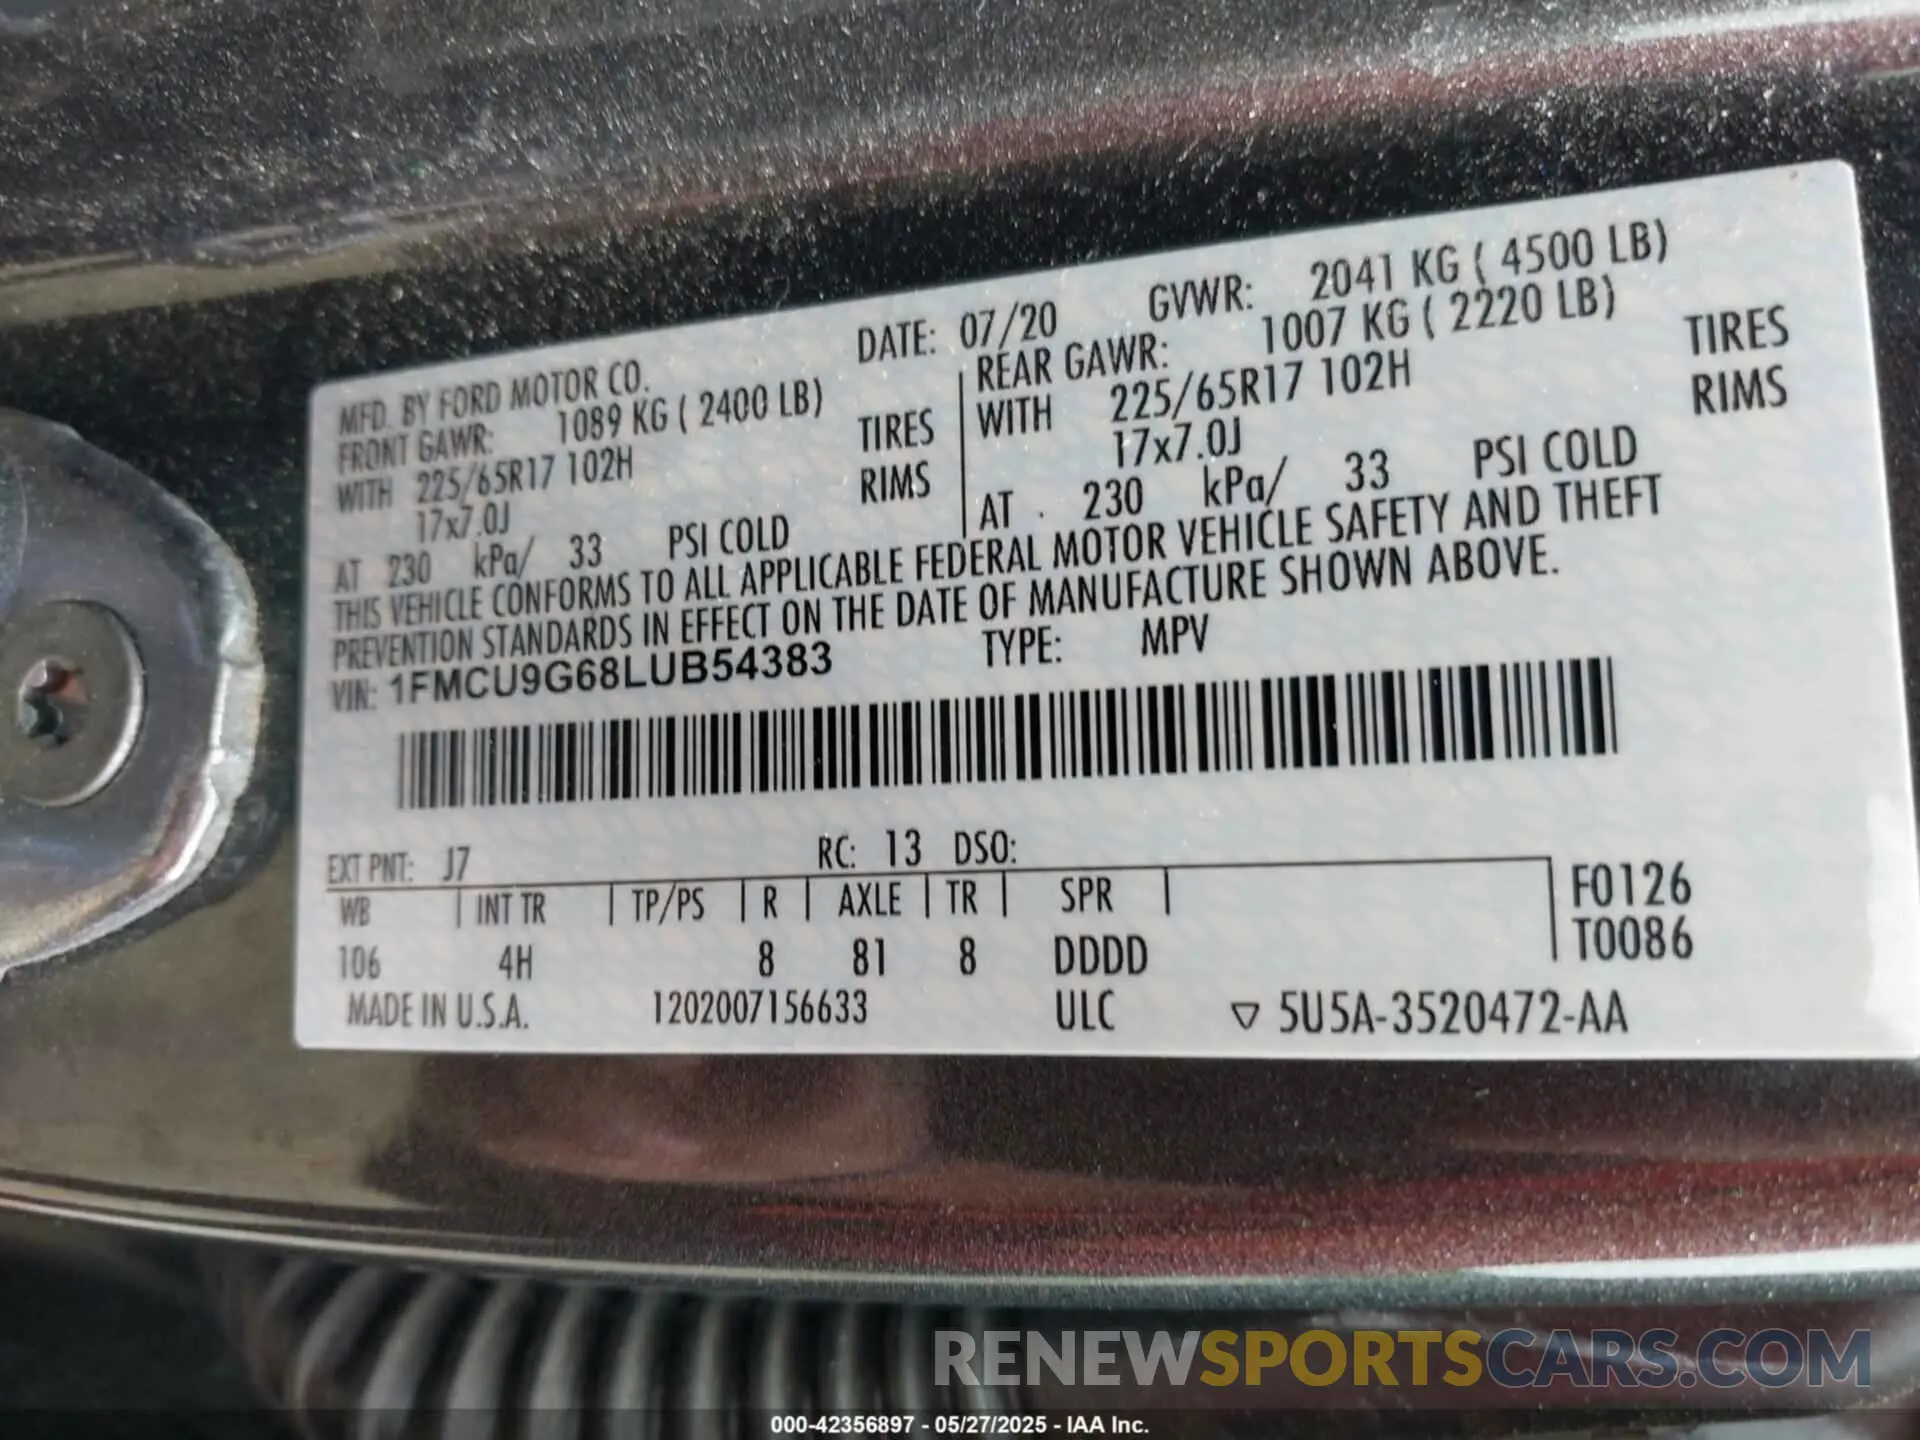 MFD. BY FORD MOTOR CO. DATE: 07/20 GVWR: 2041 KG ( 4500 LB)
FRONT GAWR: 1089 KG ( 2400 LB) REAR GAWR: 1007 KG ( 2220 LB)
WITH 225/65R17 102H TIRES WITH 225/65R17 102H TIRES
17x7.0J RIMS 17x7.0J RIMS
AT 230 kPa/ 33 PSI COLD AT 230 kPa/ 33 PSI COLD
THIS VEHICLE CONFORMS TO ALL APPLICABLE FEDERAL MOTOR VEHICLE SAFETY AND THEFT
PREVENTION STANDARDS IN EFFECT ON THE DATE OF MANUFACTURE SHOWN ABOVE.
VIN: 1FMCU9G68LUB54383 TYPE: MPV
EXT PNT: J7 RC: 13 DSO:
WB INT TR TP/PS R AXLE TR SPR F0126
106 4H 8 81 8 DDDD T0086
MADE IN U.S.A. 1202007156633 ULC ▽ 5U5A-3520472-AA
RENEWSPORTSCARS.COM
000-42356897 - 05/27/2025 - IAA Inc.